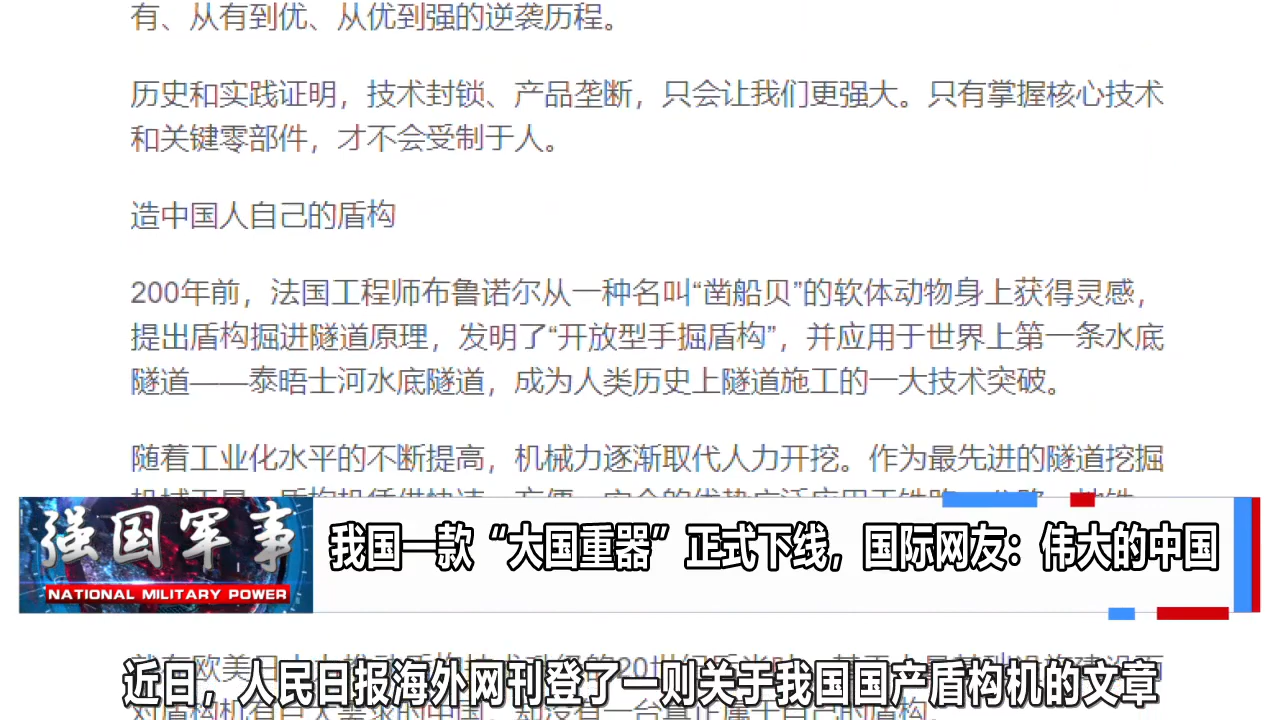 有、从有到优、从优到强的逆袭历程。
历史和实践证明，技术封锁、产品垄断，只会让我们更强大。只有掌握核心技术
和关键零部件，才不会受制于人。
造中国人自己的盾构
200年前，法国工程师布鲁诺尔从一种名叫“凿船贝”的软体动物身上获得灵感，
提出盾构掘进隧道原理，发明了“开放型手掘盾构”，并应用于世界上第一条水底
隧道——泰晤士河水底隧道，成为人类历史上隧道施工的一大技术突破。
随着工业化水平的不断提高，机械力逐渐取代人力开挖。作为最先进的隧道挖掘
强国军事
NATIONAL MILITARY POWER
我国一款“大国重器”正式下线，国际网友：伟大的中国
近日，人民日报海外网刊登了一则关于我国国产盾构机的文章